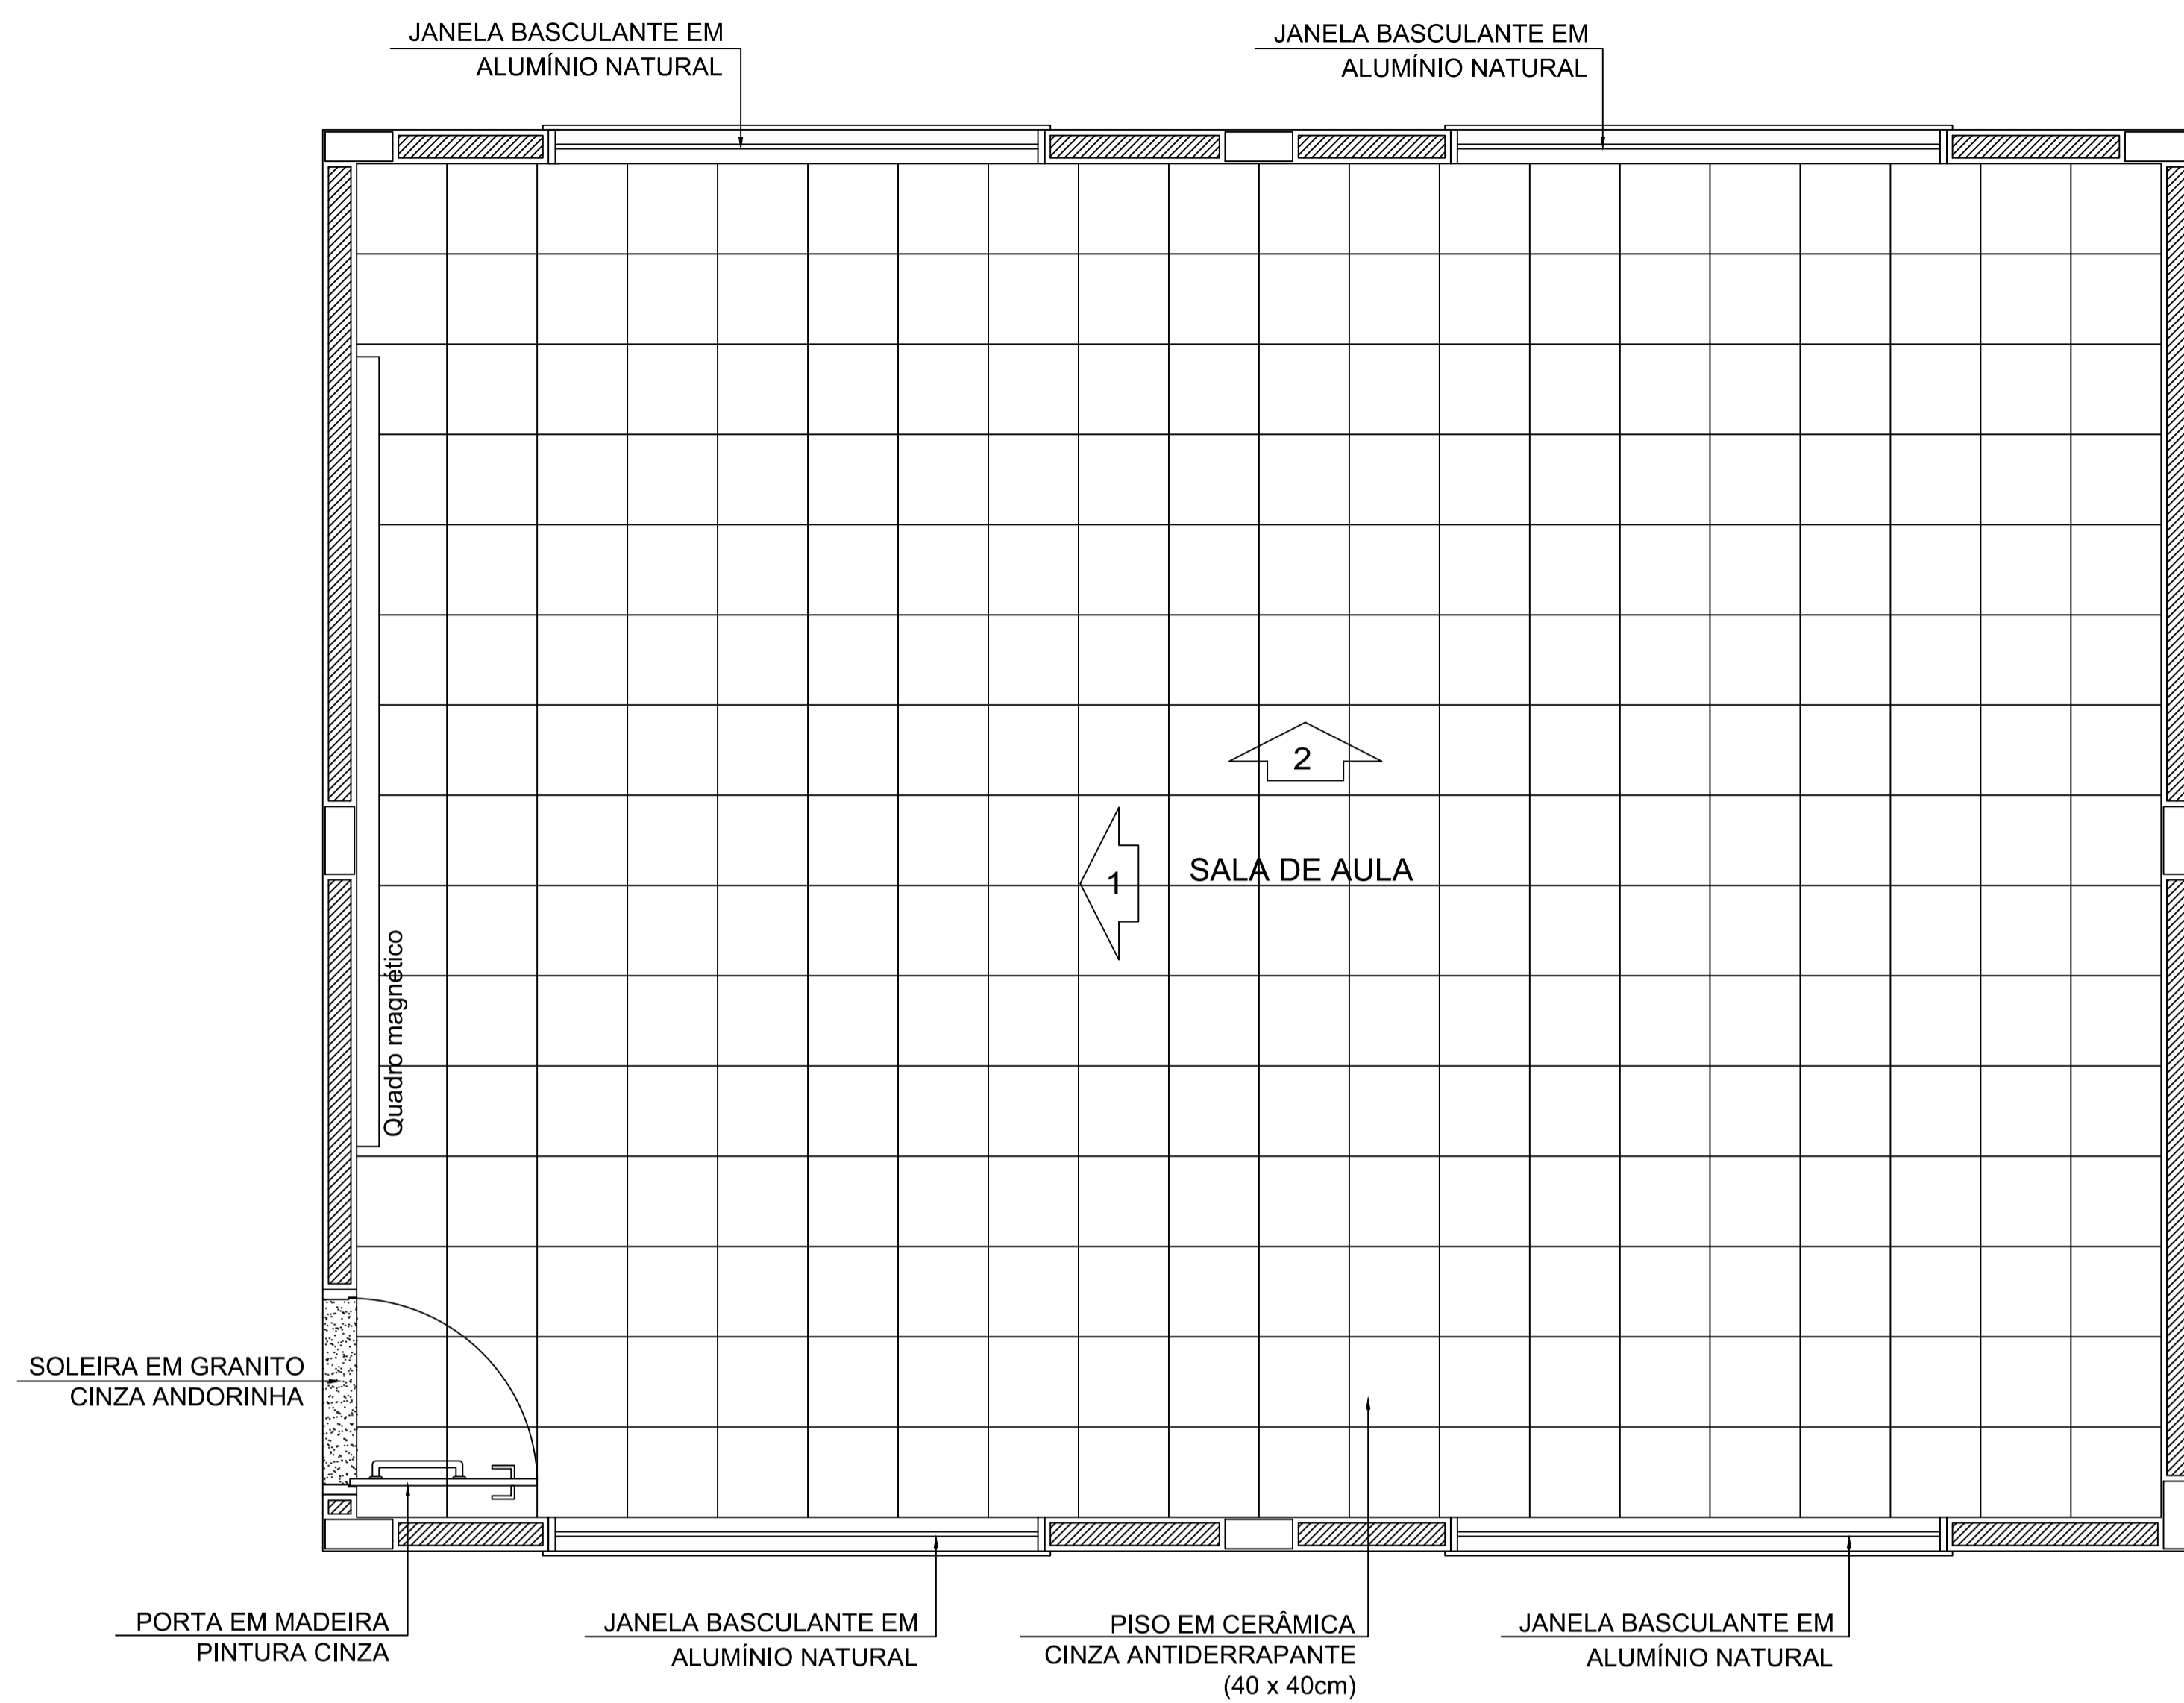 JANELA BASCULANTE EM
ALUMÍNIO NATURAL
JANELA BASCULANTE EM
ALUMÍNIO NATURAL
2
1
SALA DE AULA
Quadro magnético
SOLEIRA EM GRANITO
CINZA ANDORINHA
PORTA EM MADEIRA
PINTURA CINZA
JANELA BASCULANTE EM
ALUMÍNIO NATURAL
PISO EM CERÂMICA
CINZA ANTIDERRAPANTE
(40 x 40cm)
JANELA BASCULANTE EM
ALUMÍNIO NATURAL